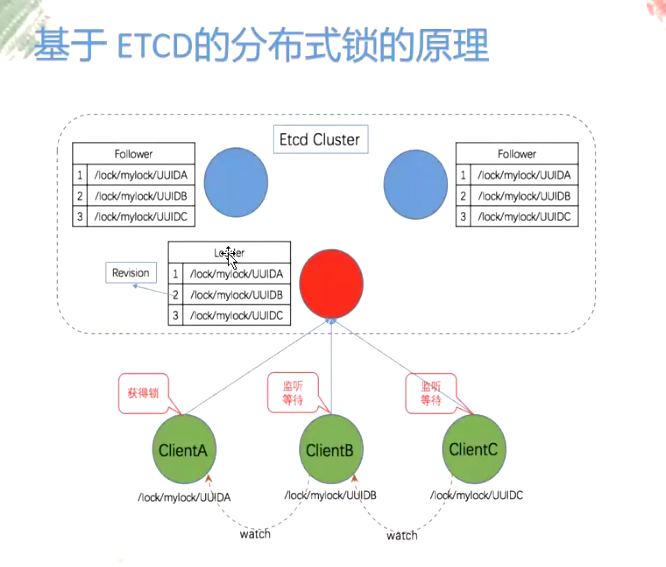 基于 ETCD的分布式锁的原理
Etcd Cluster
Follower
1 /lock/mylock/UUIDA
2 /lock/mylock/UUIDB
3 /lock/mylock/UUIDC
Follower
1 /lock/mylock/UUIDA
2 /lock/mylock/UUIDB
3 /lock/mylock/UUIDC
Leader
Revision
1 /lock/mylock/UUIDA
2 /lock/mylock/UUIDB
3 /lock/mylock/UUIDC
获得锁
监听
等待
监听
等待
ClientA
ClientB
ClientC
/lock/mylock/UUIDA
/lock/mylock/UUIDB
/lock/mylock/UUIDC
watch
watch